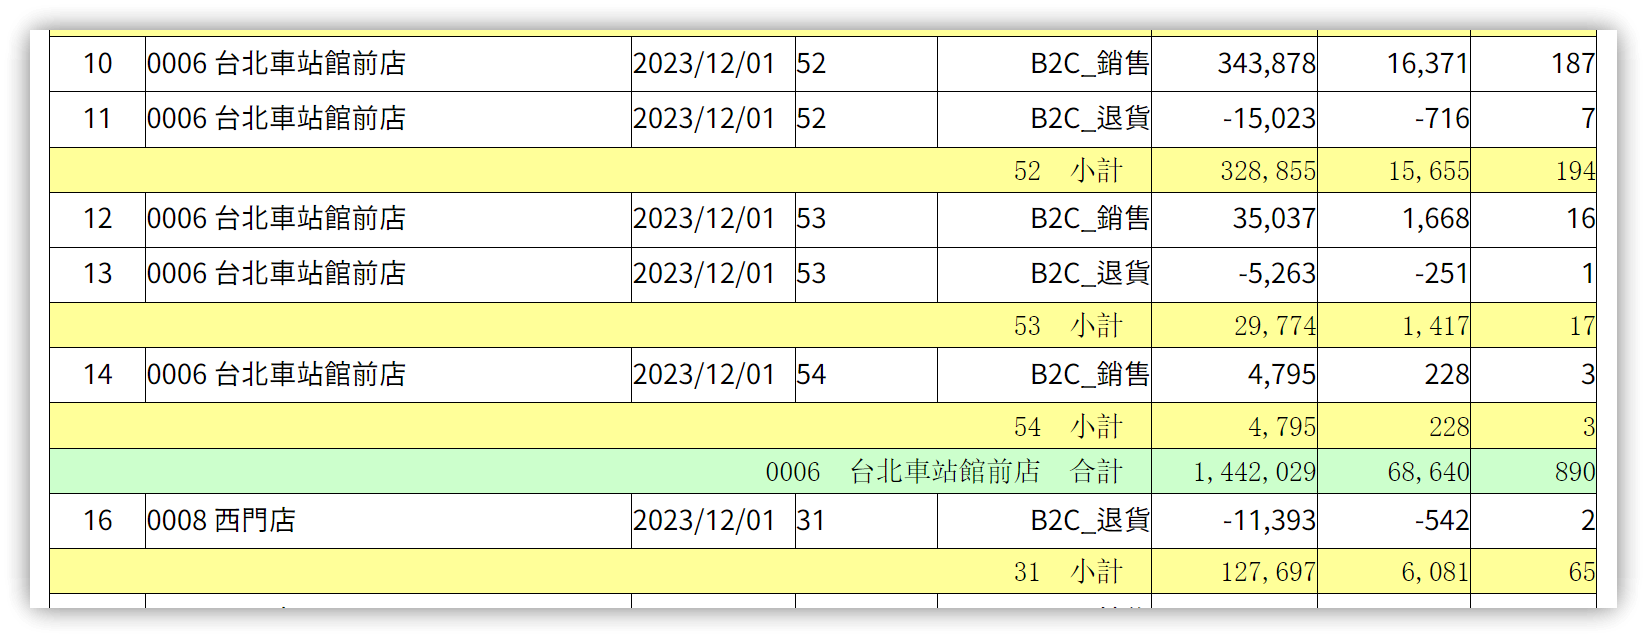 10 0006 台北車站館前店 2023/12/01 52 B2C_銷售 343,878 16,371 187
11 0006 台北車站館前店 2023/12/01 52 B2C_退貨 -15,023 -716 7
52 小計 328,855 15,655 194
12 0006 台北車站館前店 2023/12/01 53 B2C_銷售 35,037 1,668 16
13 0006 台北車站館前店 2023/12/01 53 B2C_退貨 -5,263 -251 1
53 小計 29,774 1,417 17
14 0006 台北車站館前店 2023/12/01 54 B2C_銷售 4,795 228 3
54 小計 4,795 228 3
0006 台北車站館前店 合計 1,442,029 68,640 890
16 0008 西門店 2023/12/01 31 B2C_退貨 -11,393 -542 2
31 小計 127,697 6,081 65